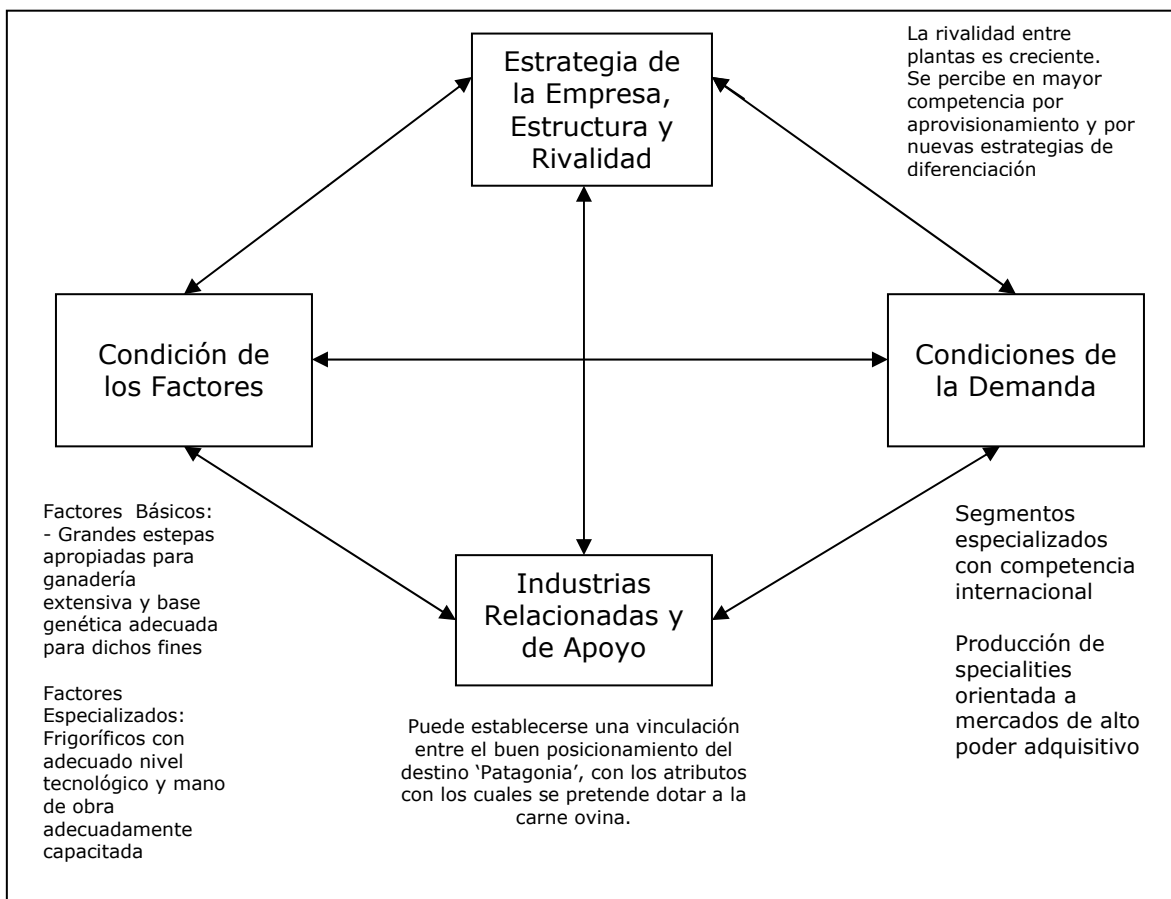 Estrategia de
la Empresa,
Estructura y
Rivalidad
La rivalidad entre
plantas es creciente.
Se percibe en mayor
competencia por
aprovisionamiento y por
nuevas estrategias de
diferenciación
Condición de
los Factores
Condiciones de
la Demanda
Factores Básicos:
- Grandes estepas
apropiadas para
ganadería
extensiva y base
genética adecuada
para dichos fines
Factores
Especializados:
Frigoríficos con
adecuado nivel
tecnológico y mano
de obra
adecuadamente
capacitada
Industrias
Relacionadas y
de Apoyo
Puede establecerse una vinculación
entre el buen posicionamiento del
destino ‘Patagonia’, con los atributos
con los cuales se pretende dotar a la
carne ovina.
Segmentos
especializados
con competencia
internacional
Producción de
specialities
orientada a
mercados de alto
poder adquisitivo